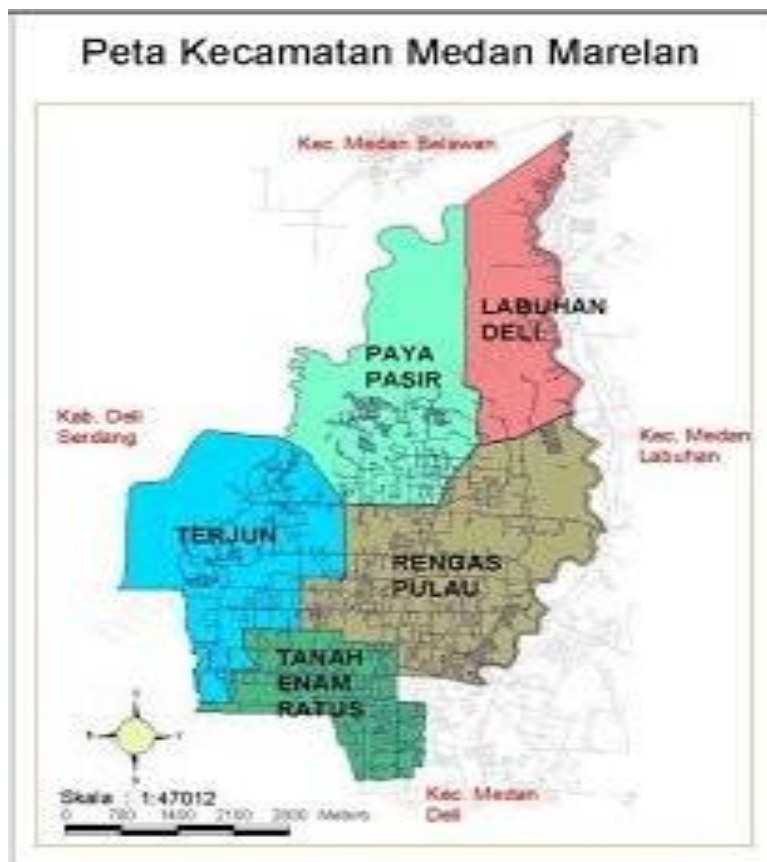 Peta Kecamatan Medan Marelan
Kec. Medan Belawan
LABUHAN
DELI
PAYA
PASIR
Kab. Deli
Serdang
Kec. Medan
Labuhan
TERJUN
RENGAS
PULAU
TANAH
ENAM
RATUS
Skala : 1:47012
0 700 1400 2100 2800 Meters
Kec. Medan
Deli